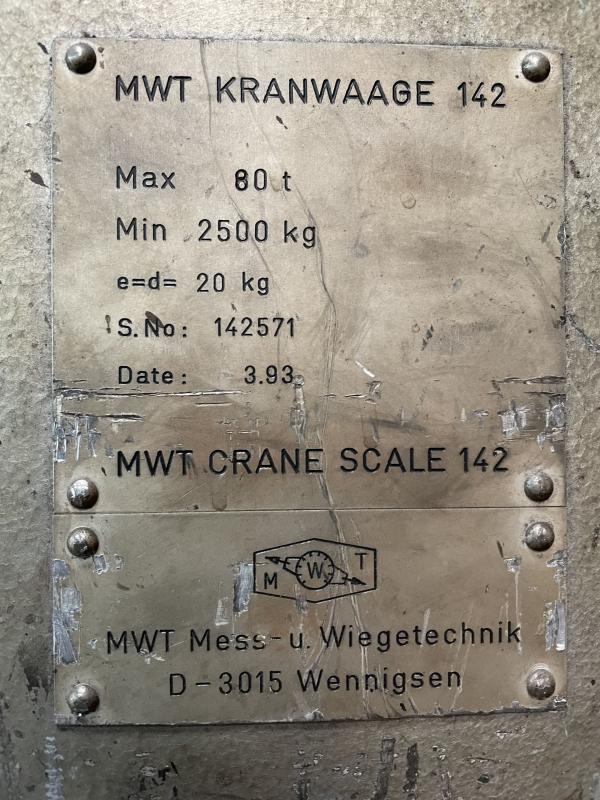 MWT KRANWAAGE 142
Max 80 t
Min 2500 kg
e=d= 20 kg
S.No: 142571
Date: 3.93
MWT CRANE SCALE 142
M W T
MWT Mess- u. Wiegetechnik
D-3015 Wennigsen